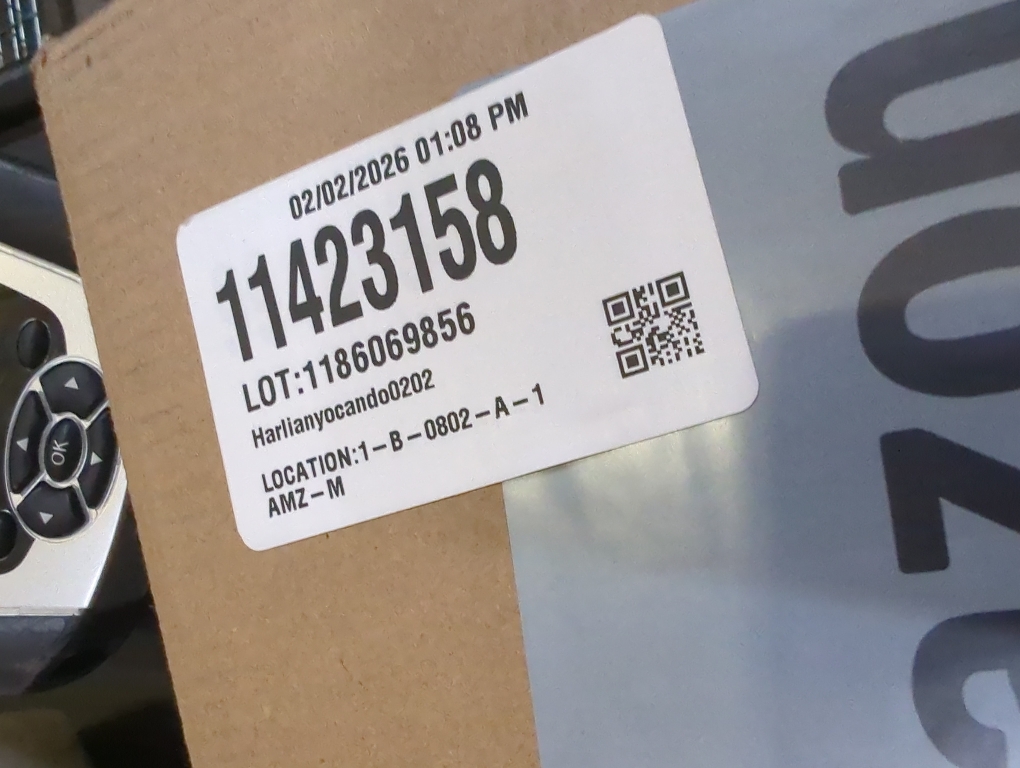 02/02/2026 01:08 PM
11423158
LOT:1186069856
Harlianyocando0202
LOCATION:1-B-0802-A-1
AMZ-M
OK